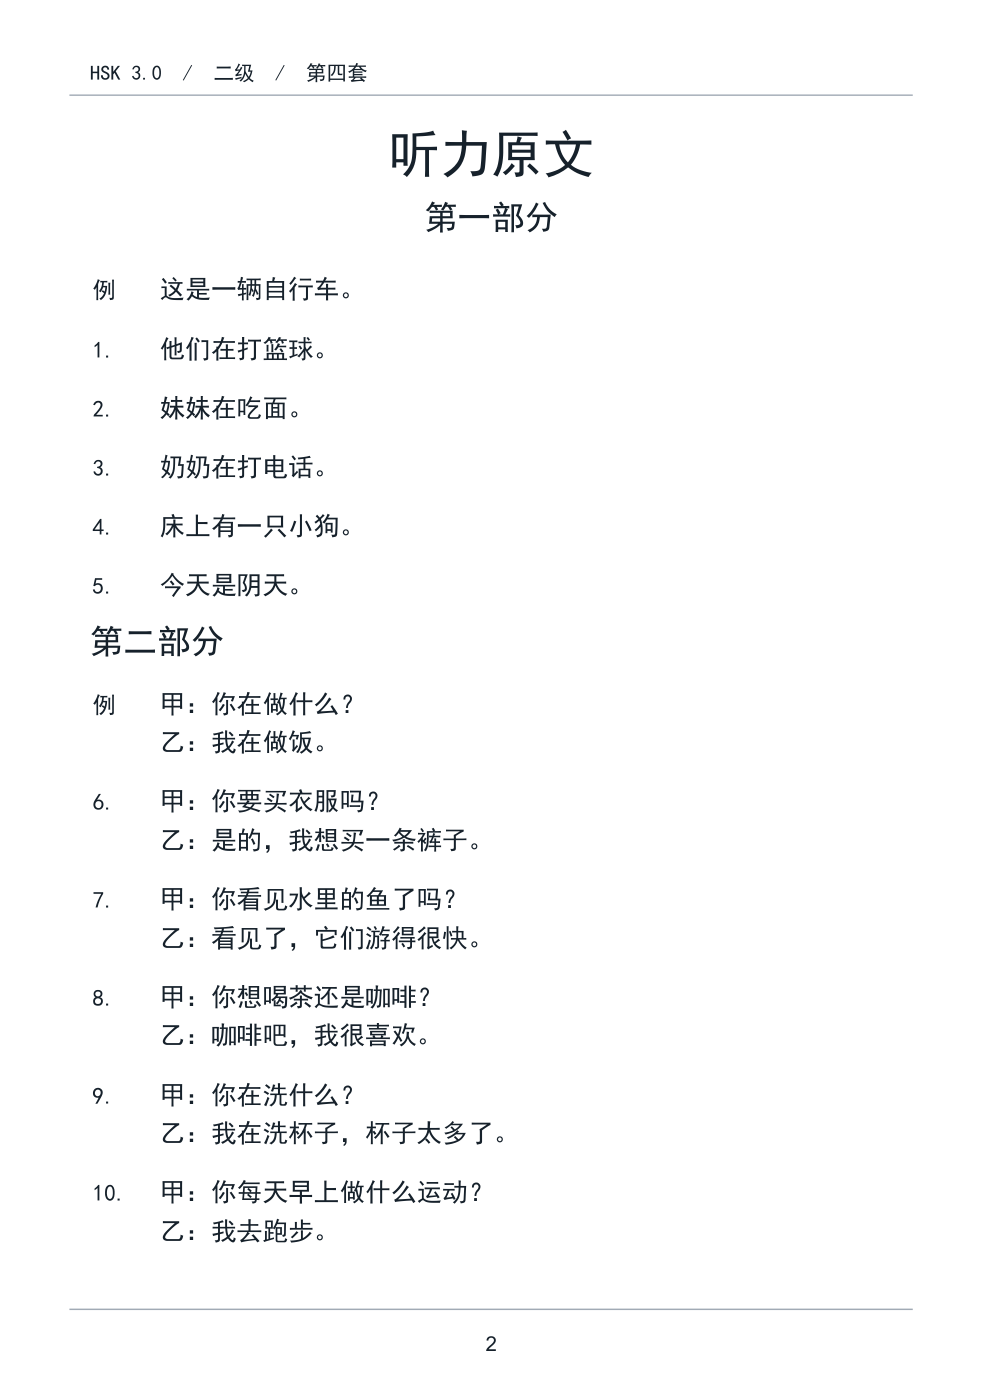 HSK 3.0 / 二级 / 第四套
听力原文
第一部分
例 这是一辆自行车。
1. 他们在打篮球。
2. 妹妹在吃面。
3. 奶奶在打电话。
4. 床上有一只小狗。
5. 今天是阴天。
第二部分
例 甲：你在做什么？
乙：我在做饭。
6. 甲：你要买衣服吗？
乙：是的，我想买一条裤子。
7. 甲：你看见水里的鱼了吗？
乙：看见了，它们游得很快。
8. 甲：你想喝茶还是咖啡？
乙：咖啡吧，我很喜欢。
9. 甲：你在洗什么？
乙：我在洗杯子，杯子太多了。
10. 甲：你每天早上做什么运动？
乙：我去跑步。
2